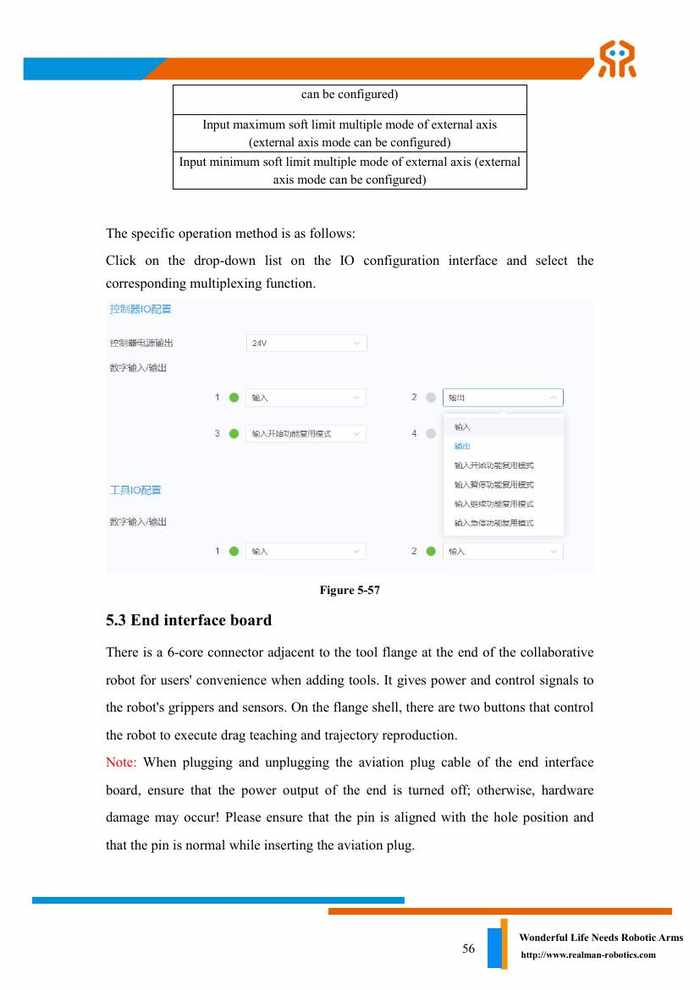 can be configured)
Input maximum soft limit multiple mode of external axis
(external axis mode can be configured)
Input minimum soft limit multiple mode of external axis (external
axis mode can be configured)
The specific operation method is as follows:
Click on the drop-down list on the IO configuration interface and select the
corresponding multiplexing function.
控制器IO配置
控制器电源输出 24V
数字输入/输出
1 输入 2 输出
3 输入开始功能复用模式 4
输入
输出
输入开始功能复用模式
输入暂停功能复用模式
输入继续功能复用模式
输入急停功能复用模式
工具IO配置
数字输入/输出
1 输入 2 输入
Figure 5-57
5.3 End interface board
There is a 6-core connector adjacent to the tool flange at the end of the collaborative
robot for users' convenience when adding tools. It gives power and control signals to
the robot's grippers and sensors. On the flange shell, there are two buttons that control
the robot to execute drag teaching and trajectory reproduction.
Note: When plugging and unplugging the aviation plug cable of the end interface
board, ensure that the power output of the end is turned off; otherwise, hardware
damage may occur! Please ensure that the pin is aligned with the hole position and
that the pin is normal while inserting the aviation plug.
56
Wonderful Life Needs Robotic Arms
http://www.realman-robotics.com